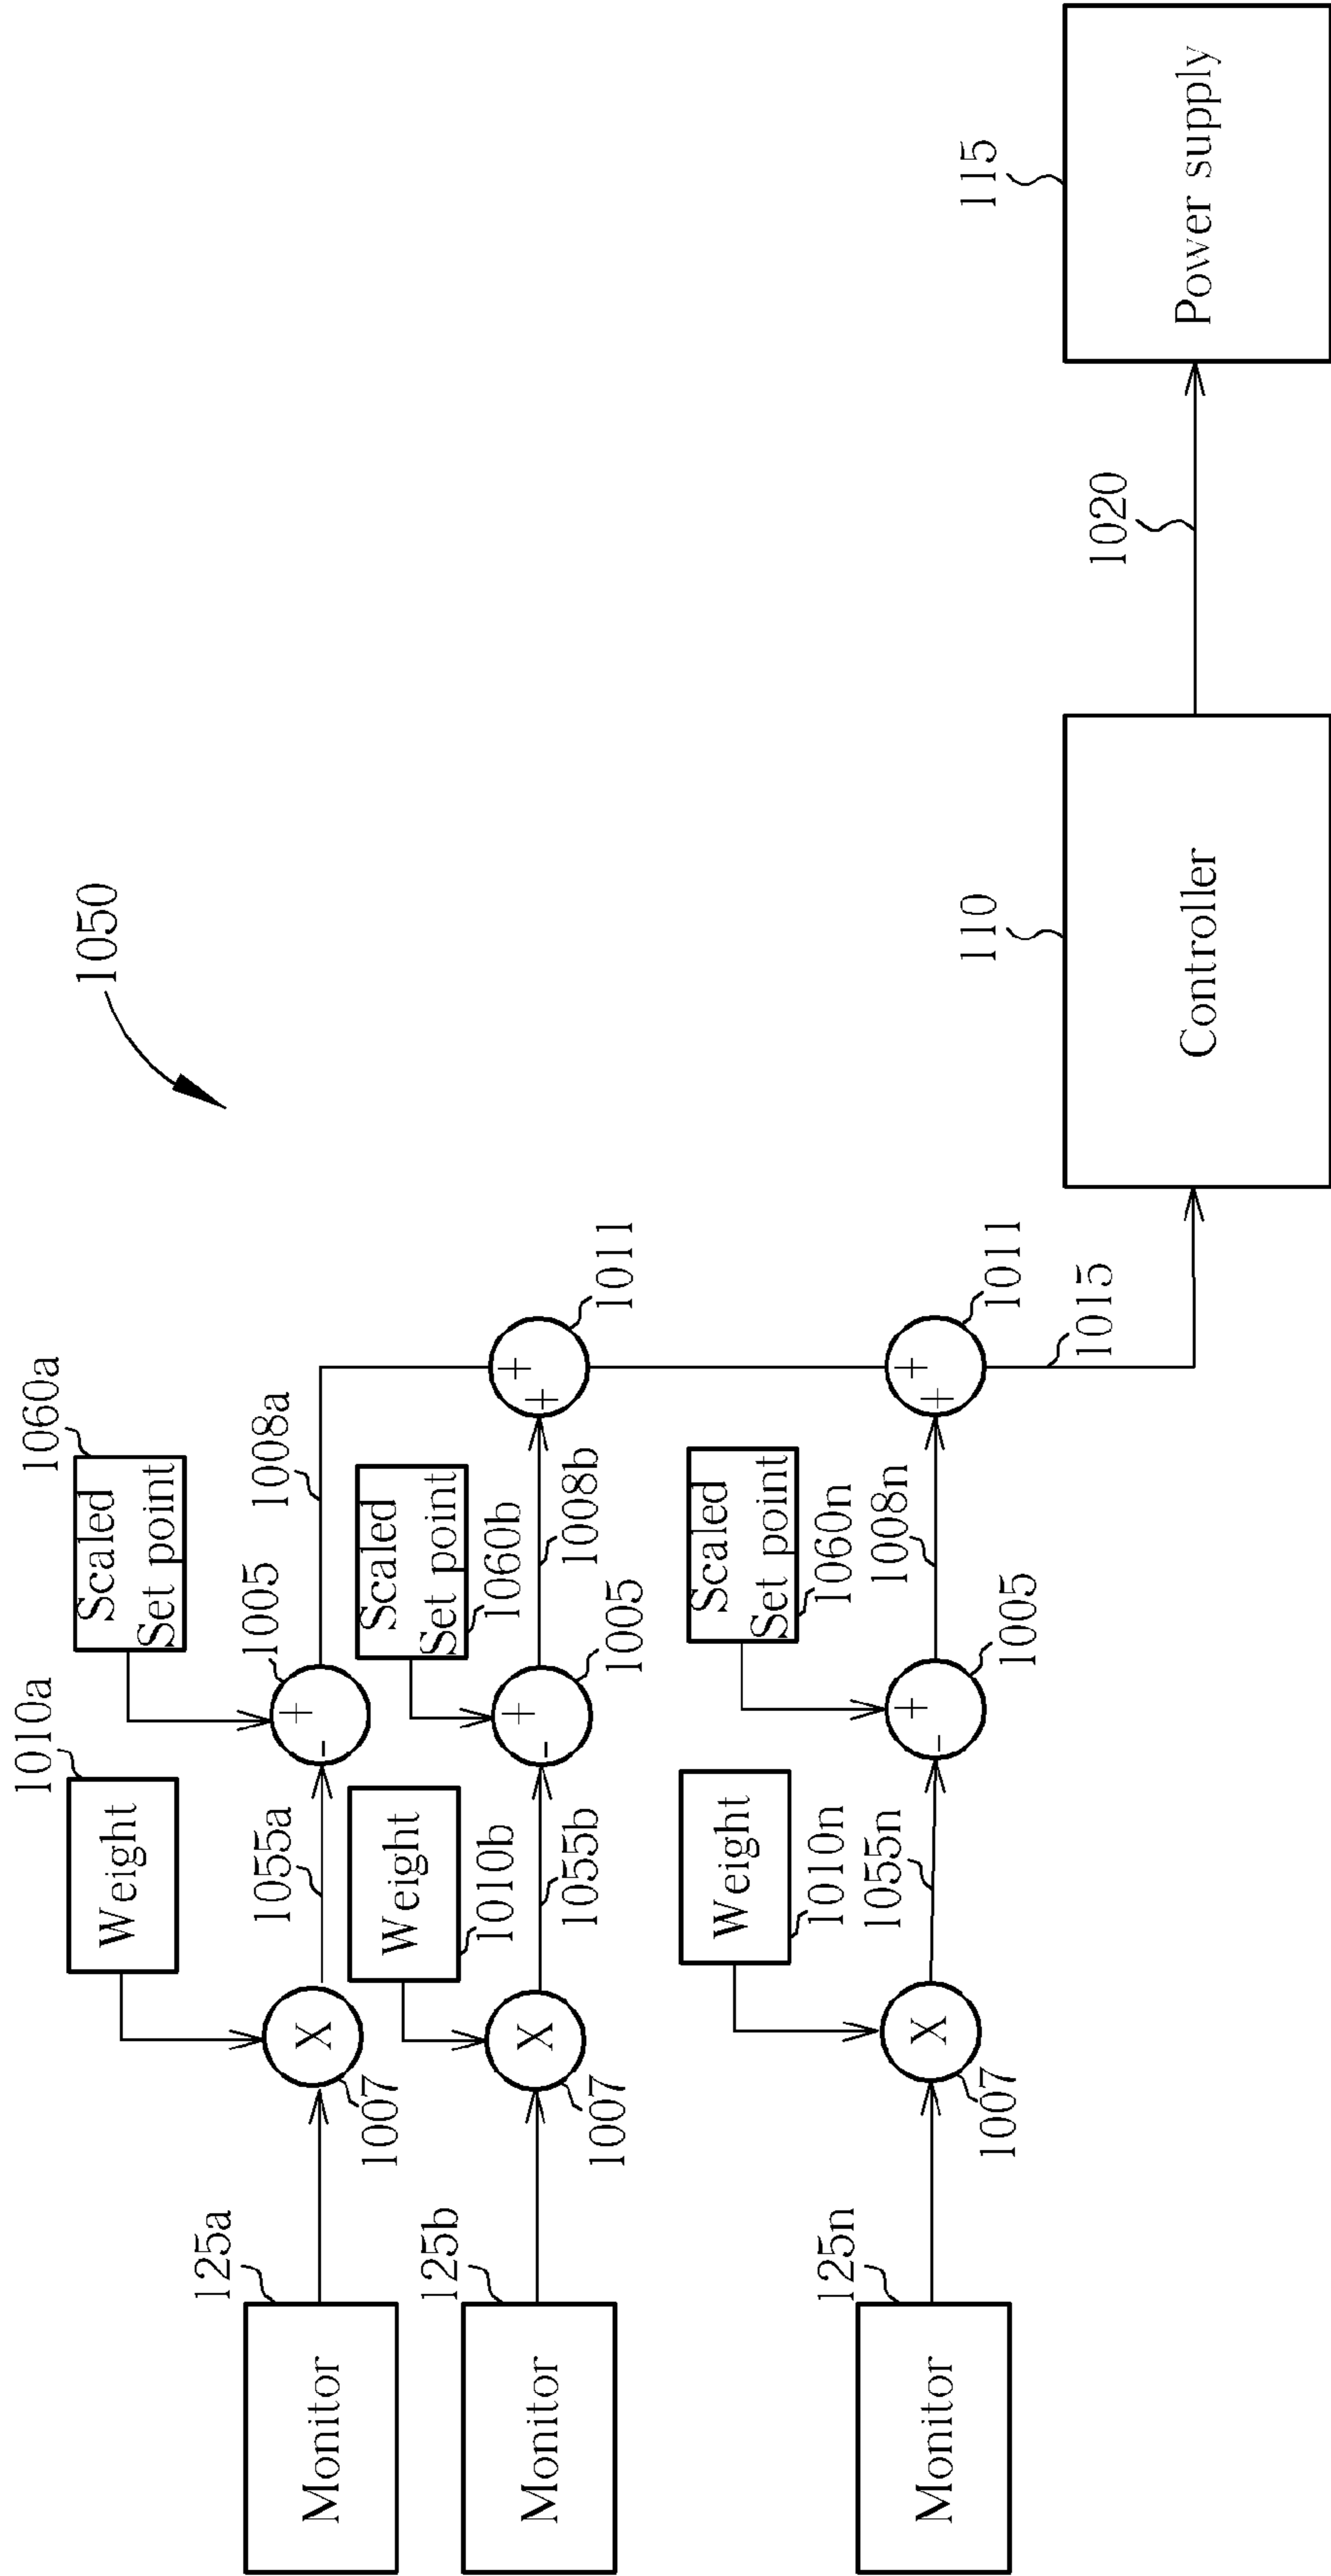 1050
1010a
1060a
Weight
Scaled
Set point
1005
1008a
125a
1055a
Monitor
X
-
+
1007
Weight
1010b
Scaled
Set point
1060b
125b
1055b
1008b
Monitor
X
-
+
+
+
1007
1005
1011
Weight
1010n
Scaled
Set point
1060n
125n
1055n
1008n
Monitor
X
-
+
+
+
1007
1005
1011
1015
110
1020
115
Controller
Power supply